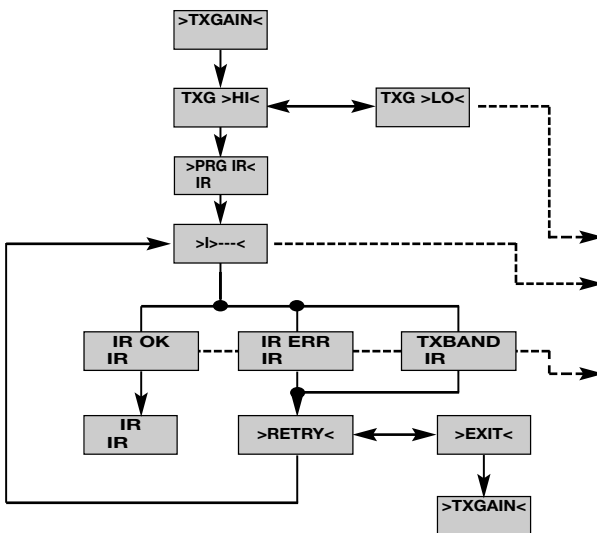 >TXGAIN<
TXG >HI<
TXG >LO<
>PRG IR<
IR
>I>---<
IR OK
IR
IR ERR
IR
TXBAND
IR
IR
IR
>RETRY<
>EXIT<
>TXGAIN<